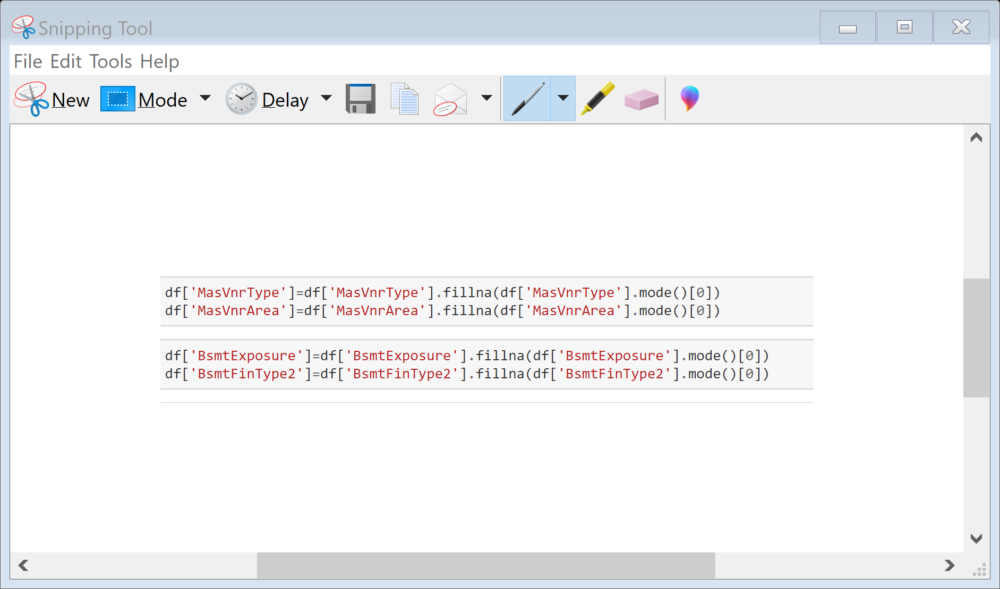 Snipping Tool
File Edit Tools Help
New Mode Delay
df['MasVnrType']=df['MasVnrType'].fillna(df['MasVnrType'].mode()[0])
df['MasVnrArea']=df['MasVnrArea'].fillna(df['MasVnrArea'].mode()[0])
df['BsmtExposure']=df['BsmtExposure'].fillna(df['BsmtExposure'].mode()[0])
df['BsmtFinType2']=df['BsmtFinType2'].fillna(df['BsmtFinType2'].mode()[0])